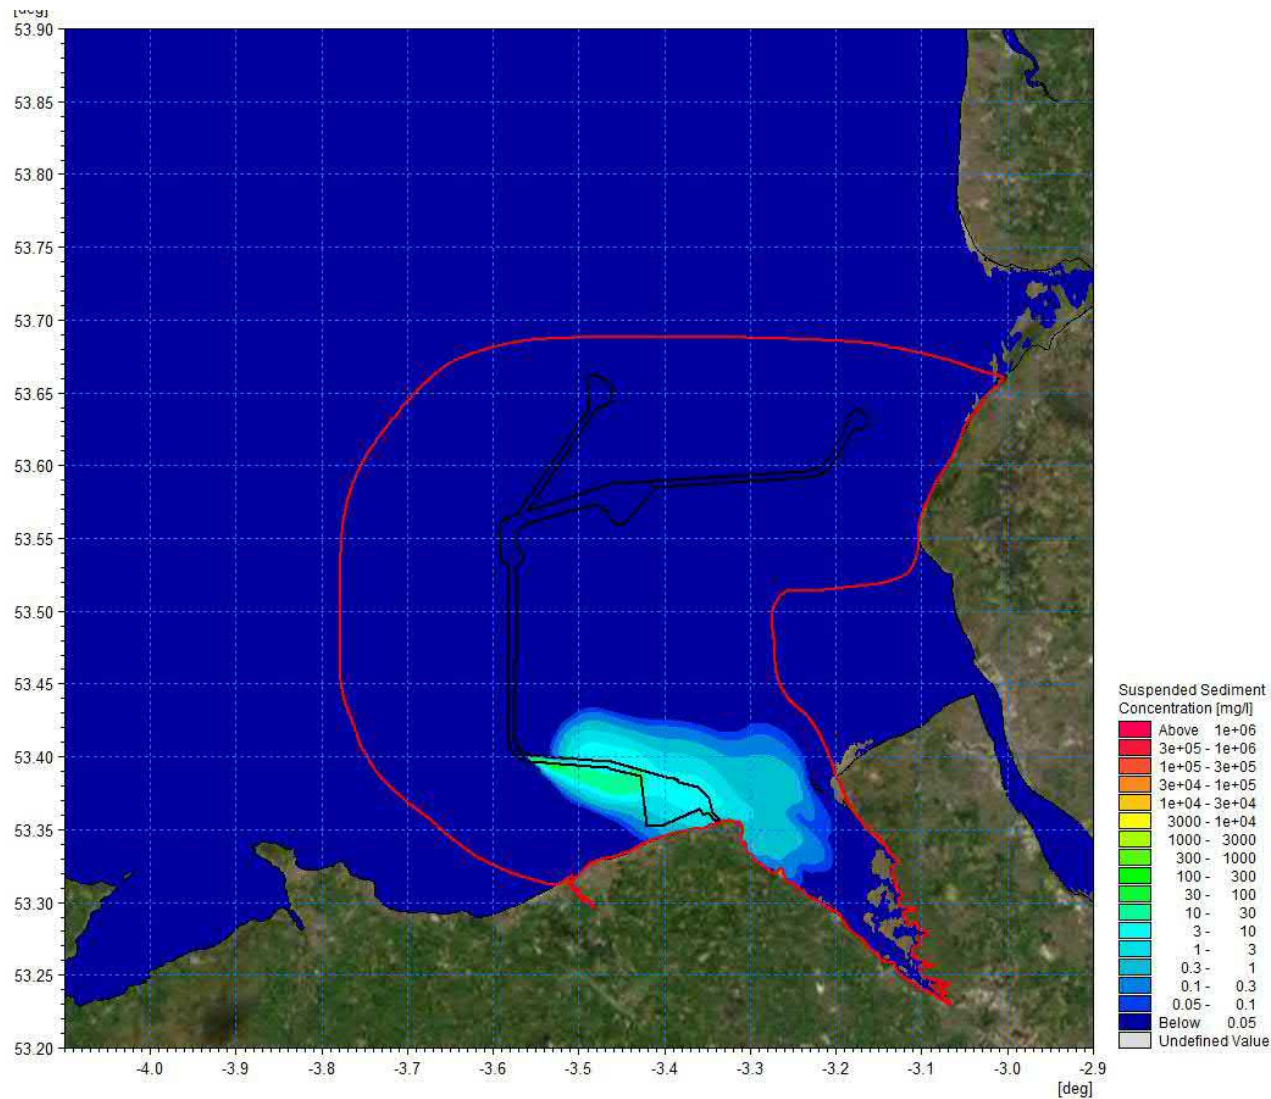 [deg]
53.90
53.85
53.80
53.75
53.70
53.65
53.60
53.55
53.50
53.45
53.40
53.35
53.30
53.25
53.20
-4.0 -3.9 -3.8 -3.7 -3.6 -3.5 -3.4 -3.3 -3.2 -3.1 -3.0 -2.9
[deg]
Suspended Sediment
Concentration [mg/l]
Above 1e+06
3e+05 - 1e+06
1e+05 - 3e+05
3e+04 - 1e+05
1e+04 - 3e+04
3000 - 1e+04
1000 - 3000
300 - 1000
100 - 300
30 - 100
10 - 30
3 - 10
1 - 3
0.3 - 1
0.1 - 0.3
0.05 - 0.1
Below 0.05
Undefined Value